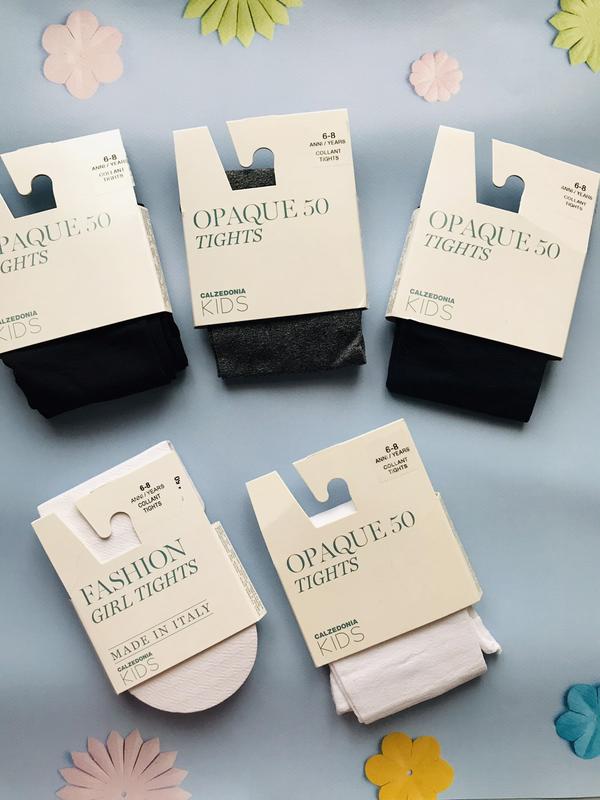 6-8
ANNI / YEARS
COLLANT
TIGHTS
PAQUE 50
GHTS
CALZEDONIA
KIDS
6-8
ANNI / YEARS
COLLANT
TIGHTS
OPAQUE 50
TIGHTS
CALZEDONIA
KIDS
6-8
ANNI / YEARS
COLLANT
TIGHTS
OPAQUE 50
TIGHTS
CALZEDONIA
KIDS
6-8
ANNI / YEARS
COLLANT
TIGHTS
FASHION
GIRL TIGHTS
MADE IN ITALY
CALZEDONIA
KIDS
6-8
ANNI / YEARS
COLLANT
TIGHTS
OPAQUE 50
TIGHTS
CALZEDONIA
KIDS